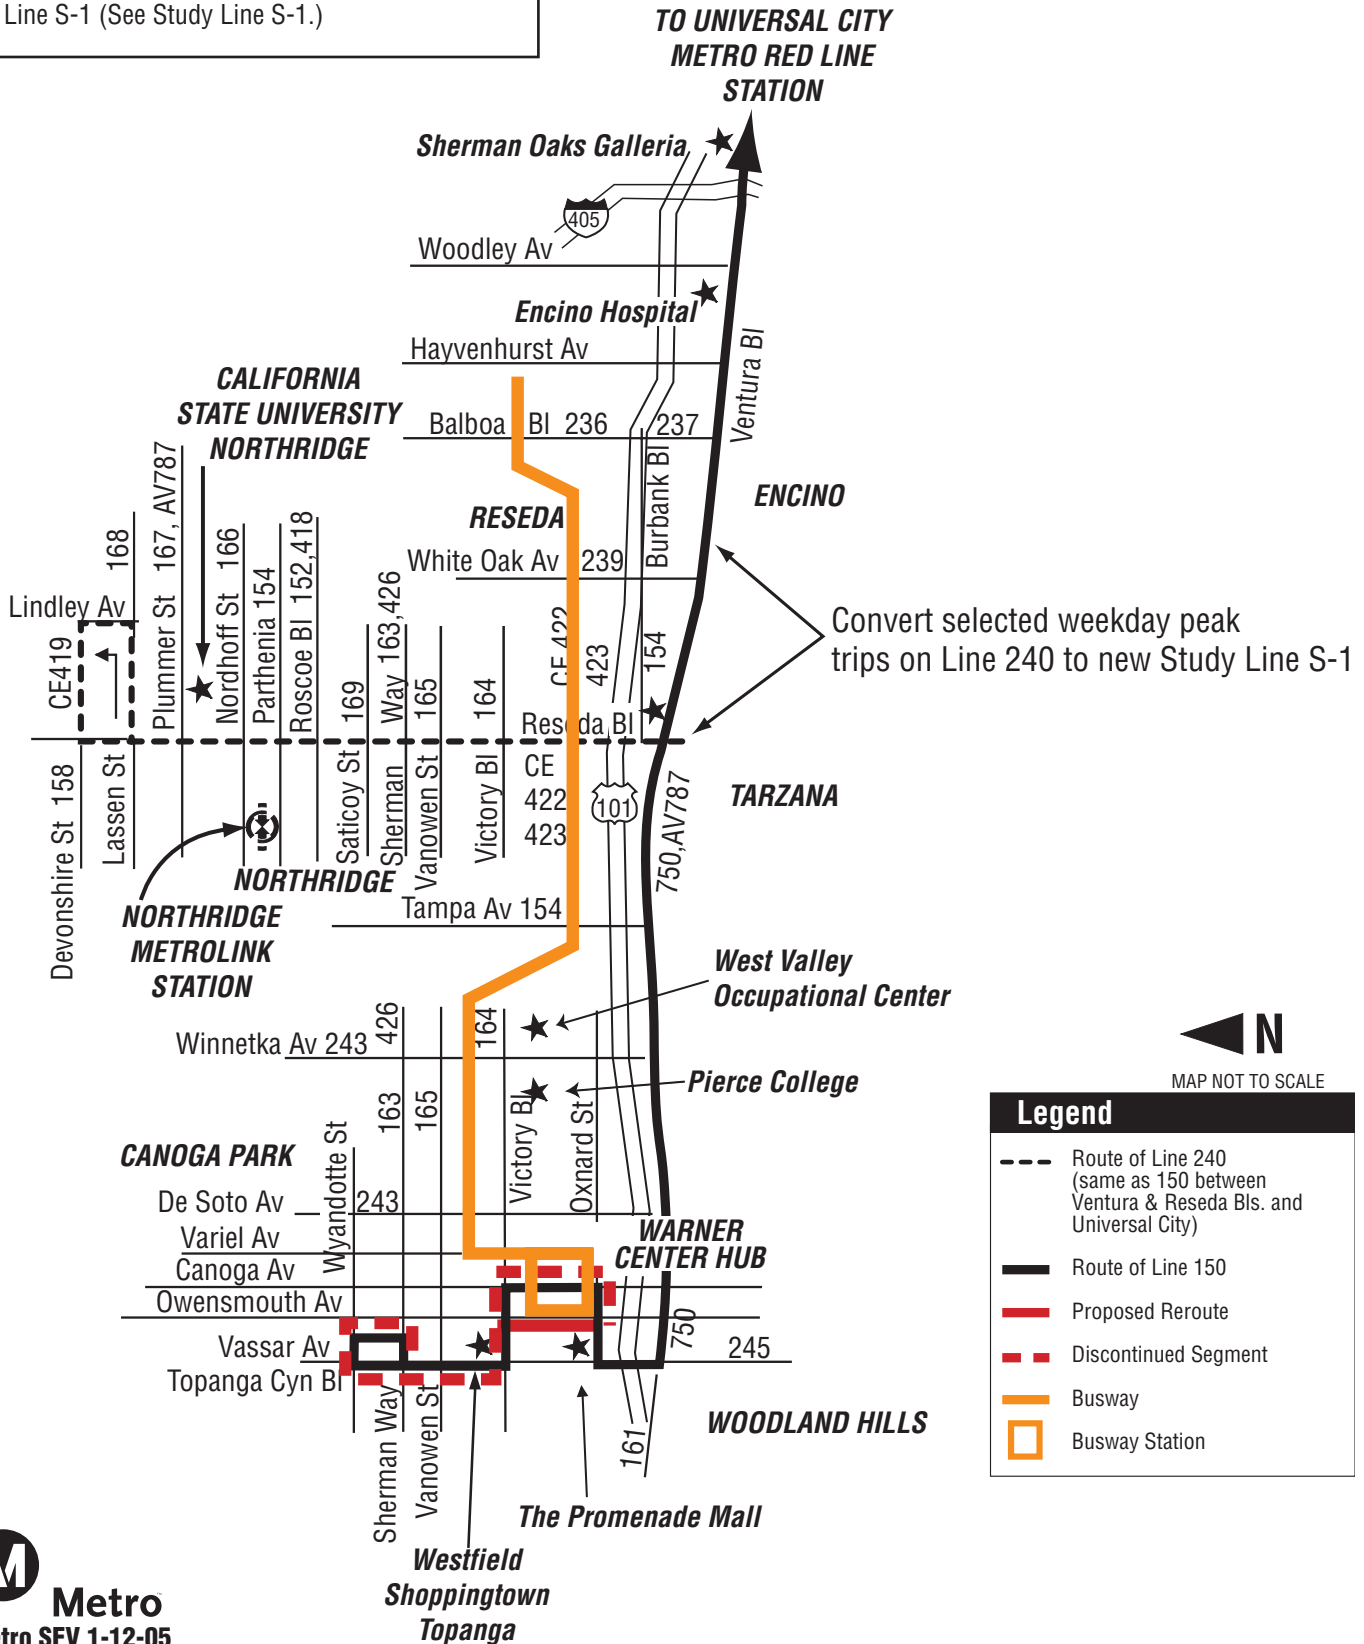 Line S-1 (See Study Line S-1.)
TO UNIVERSAL CITY
METRO RED LINE
STATION
Sherman Oaks Galleria
405
Woodley Av
Encino Hospital
Hayvenhurst Av
Ventura Bl
CALIFORNIA
STATE UNIVERSITY
NORTHRIDGE
Balboa Bl 236
237
Burbank Bl
ENCINO
RESEDA
White Oak Av 239
168
Plummer St 167, AV787
Nordhoff St 166
Parthenia 154
Roscoe Bl 152,418
Lindley Av
CE419
169
Way 163,426
165
164
CE 422
423
154
Convert selected weekday peak
trips on Line 240 to new Study Line S-1
Reseda Bl
Devonshire St 158
Lassen St
Saticoy St
Sherman
Vanowen St
Victory Bl
CE
422
423
101
750,AV787
TARZANA
NORTHRIDGE
NORTHRIDGE
METROLINK
STATION
Tampa Av 154
West Valley
Occupational Center
426
164
Winnetka Av 243
Pierce College
163
165
Victory Bl
Oxnard St
N
MAP NOT TO SCALE
CANOGA PARK
Wyandotte St
De Soto Av
243
Variel Av
WARNER
CENTER HUB
Canoga Av
Owensmouth Av
Vassar Av
750
245
Topanga Cyn Bl
Sherman Way
Vanowen St
161
WOODLAND HILLS
The Promenade Mall
Westfield
Shoppingtown
Topanga
Legend
Route of Line 240
(same as 150 between
Ventura & Reseda Bls. and
Universal City)
Route of Line 150
Proposed Reroute
Discontinued Segment
Busway
Busway Station
M
Metro
etro SFV 1-12-05